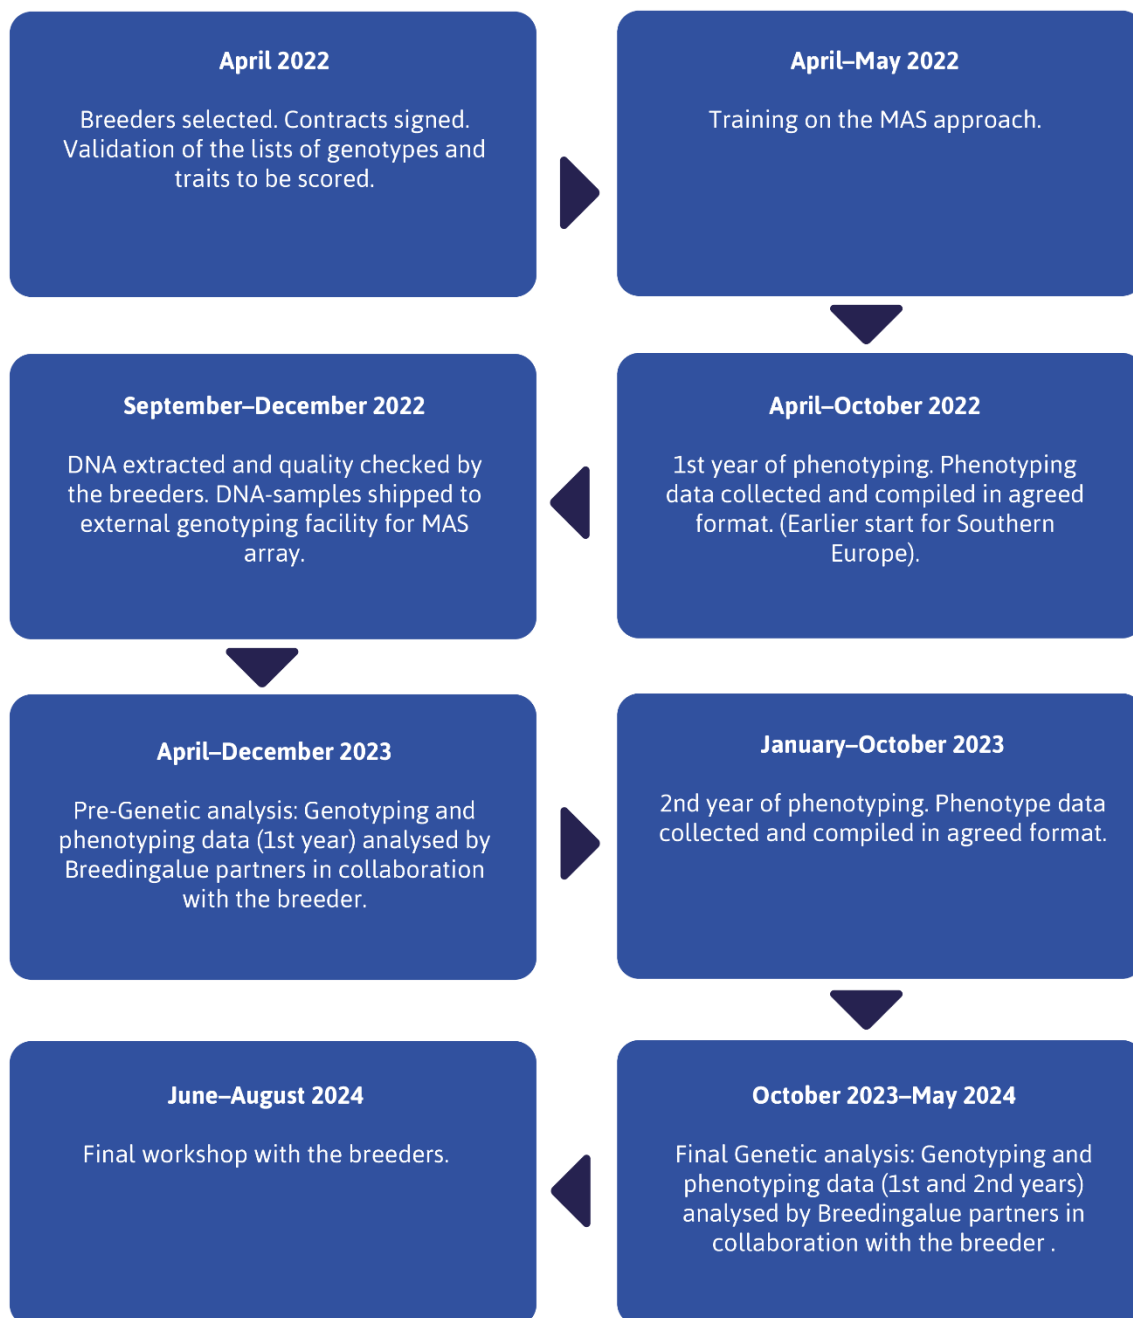 April 2022
Breeders selected. Contracts signed.
Validation of the lists of genotypes and
traits to be scored.
April–May 2022
Training on the MAS approach.
April–October 2022
1st year of phenotyping. Phenotyping
data collected and compiled in agreed
format. (Earlier start for Southern
Europe).
September–December 2022
DNA extracted and quality checked by
the breeders. DNA-samples shipped to
external genotyping facility for MAS
array.
April–December 2023
Pre-Genetic analysis: Genotyping and
phenotyping data (1st year) analysed by
Breedingalue partners in collaboration
with the breeder.
January–October 2023
2nd year of phenotyping. Phenotype data
collected and compiled in agreed format.
October 2023–May 2024
Final Genetic analysis: Genotyping and
phenotyping data (1st and 2nd years)
analysed by Breedingalue partners in
collaboration with the breeder .
June–August 2024
Final workshop with the breeders.